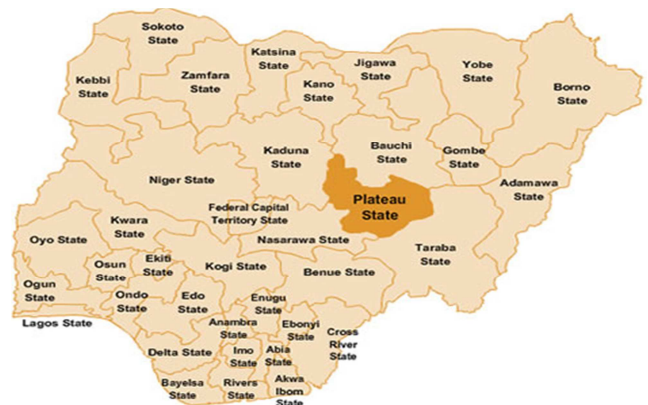 Sokoto
State
Katsina
State
Jigawa
State
Yobe
State
Kebbi
State
Zamfara
State
Kano
State
Borno
State
Kaduna
State
Bauchi
State
Gombe
State
Niger State
Adamawa
State
Plateau
State
Federal Capital
Territory State
Kwara
State
Oyo State
Nasarawa State
Taraba
State
Osun
State
Ekiti
State
Kogi State
Benue State
Ogun
State
Ondo
State
Edo
State
Enugu
State
Lagos State
Anambra
State
Ebonyi
State
Cross
River
State
Delta State
Imo
State
Abia
State
Bayelsa
State
Rivers
State
Akwa
Ibom
State